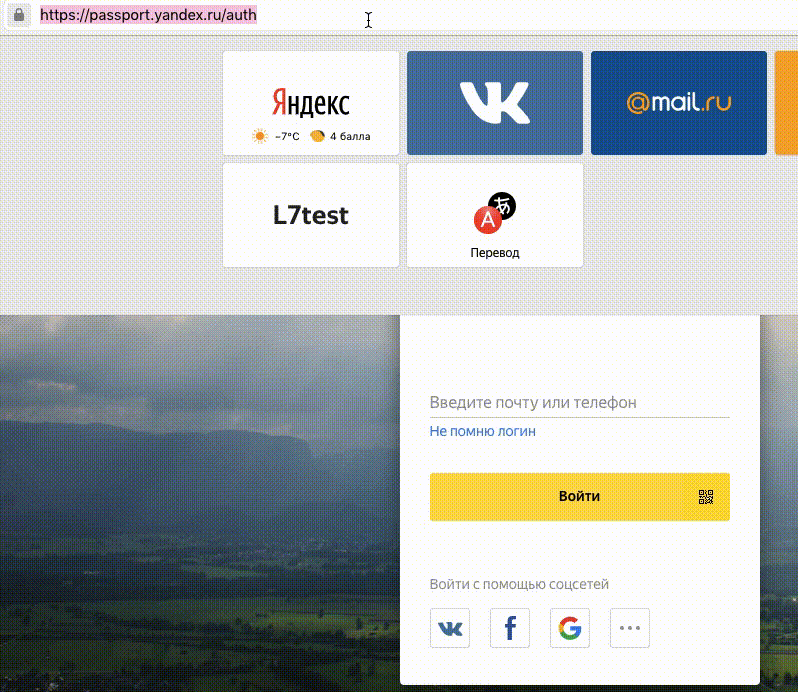 https://passport.yandex.ru/auth
Яндекс
-7°C 4 балла
@mail.ru
L7test
A あ
Перевод
Введите почту или телефон
Не помню логин
Войти
Войти с помощью соцсетей